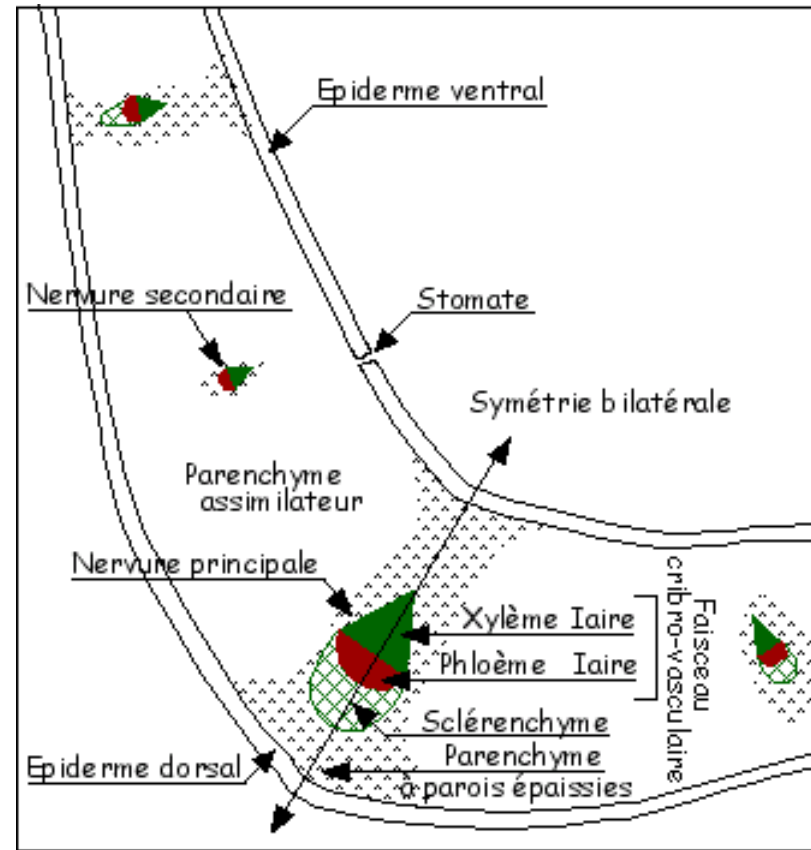 Epiderme ventral
Nervure secondaire
Stomate
Symétrie bilatérale
Parenchyme
assimilateur
Nervure principale
Xylème Iaire
Phloème Iaire
Faisceau
cribro-vasculaire
Sclérenchyme
Epiderme dorsal
Parenchyme
à parois épaissies